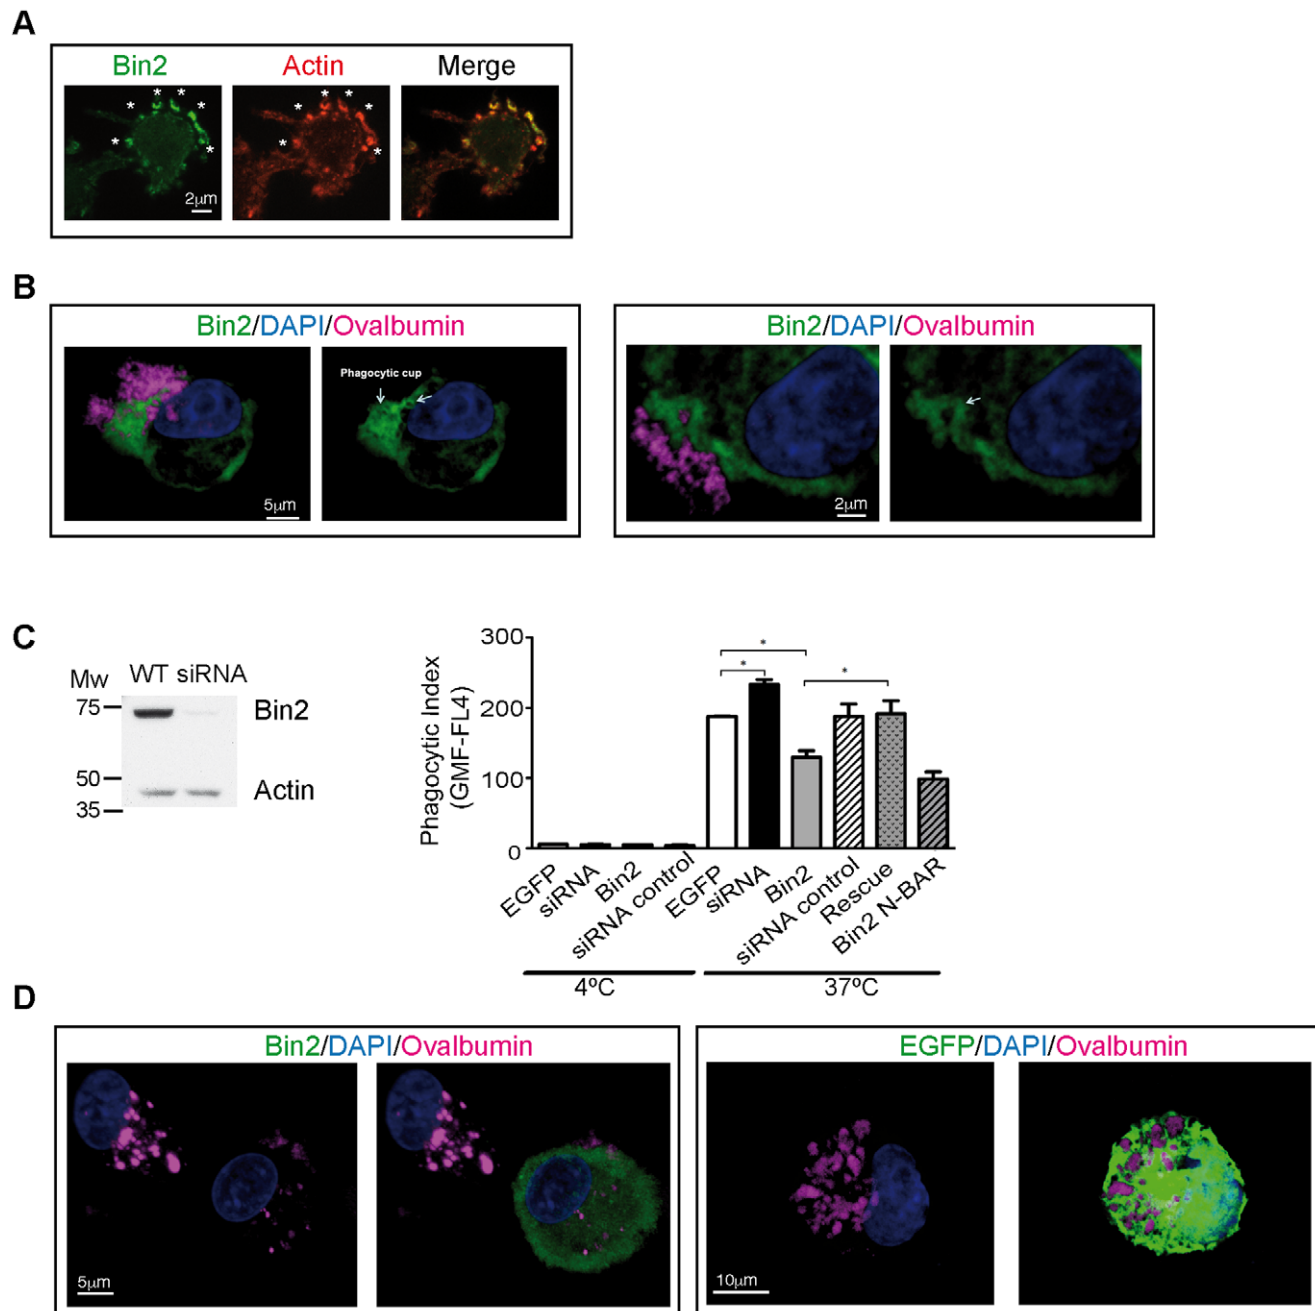 A
Bin2 Actin Merge
* * * * * *
* * * * * *
2μm
B
Bin2/DAPI/Ovalbumin
Phagocytic cup
5μm
Bin2/DAPI/Ovalbumin
2μm
C
Mw WT siRNA
75 Bin2
50 Actin
35
Phagocytic Index
(GMF-FL4)
300
200
100
0
* * *
EGFP
siRNA
Bin2
siRNA control
EGFP
siRNA
Bin2
siRNA control
Rescue
Bin2 N-BAR
4ºC 37ºC
D
Bin2/DAPI/Ovalbumin
5μm
EGFP/DAPI/Ovalbumin
10μm